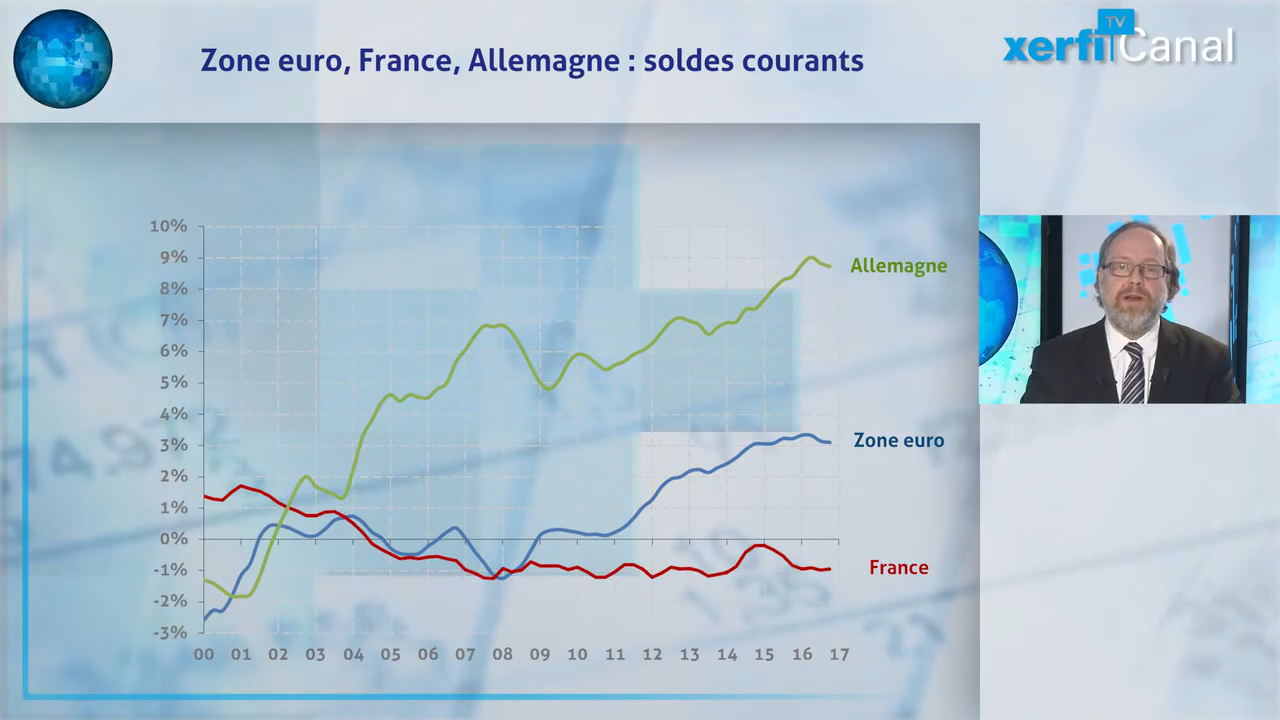 Zone euro, France, Allemagne : soldes courants
xerfi TV Canal
10%
9%
8%
7%
6%
5%
4%
3%
2%
1%
0%
-1%
-2%
-3%
00 01 02 03 04 05 06 07 08 09 10 11 12 13 14 15 16 17
Allemagne
Zone euro
France